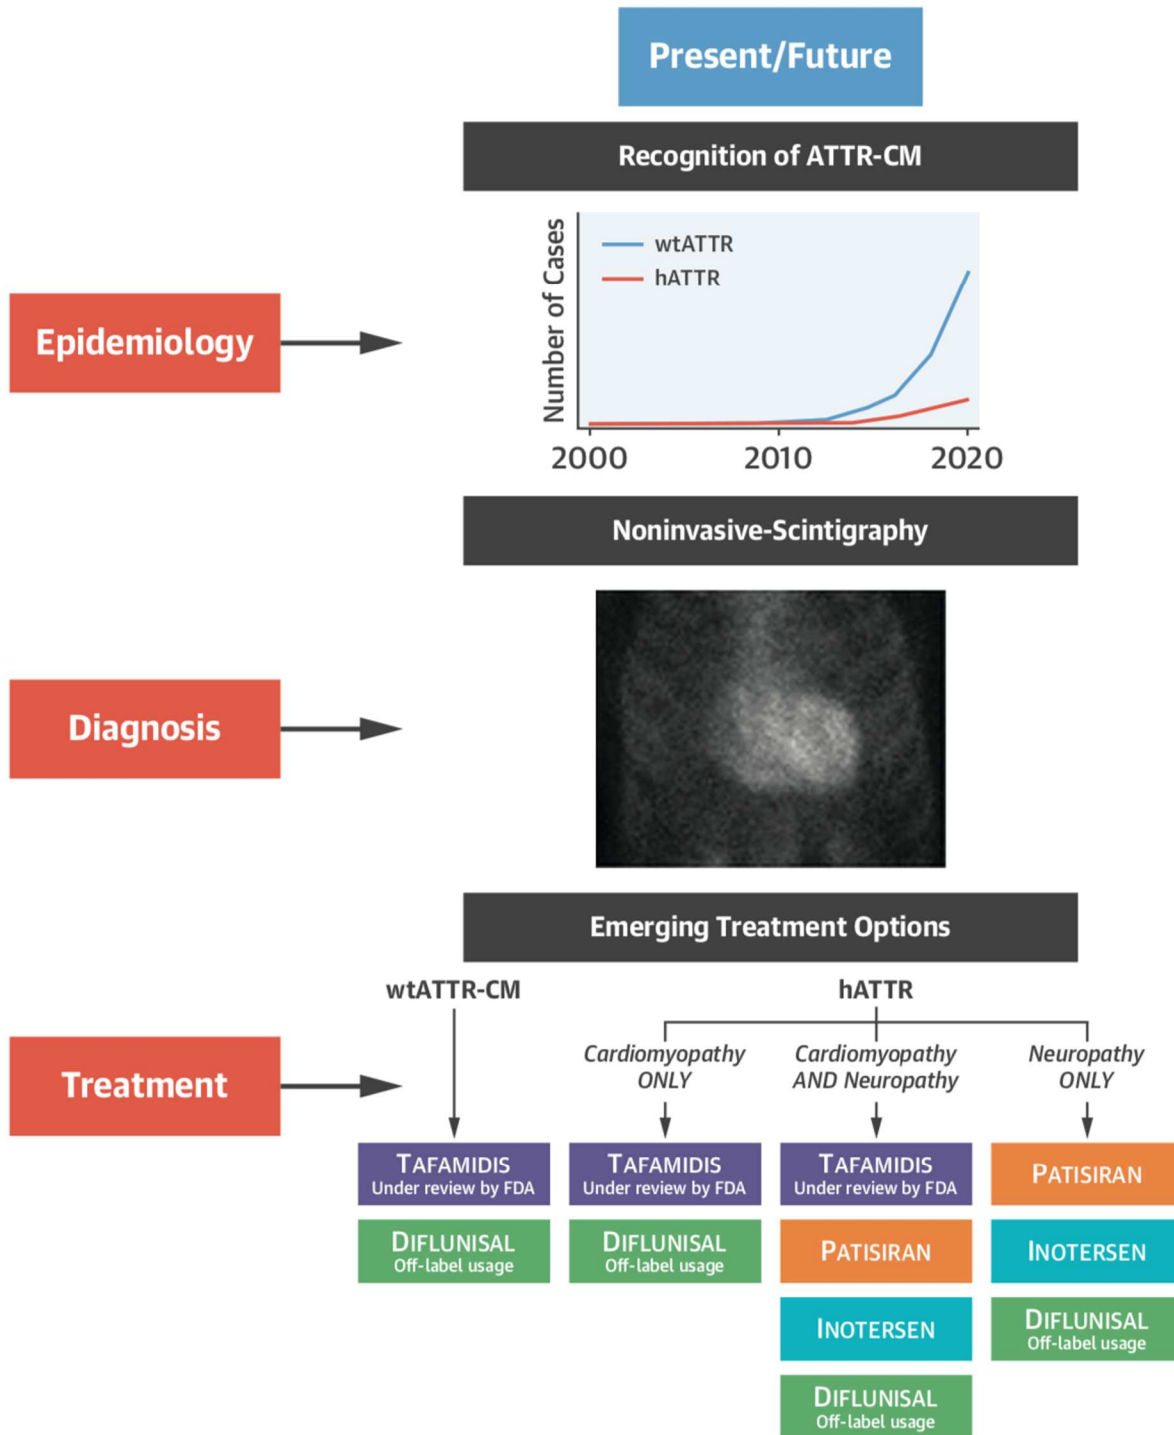 Present/Future
Recognition of ATTR-CM
Epidemiology
Number of Cases
wtATTR
hATTR
2000 2010 2020
Noninvasive-Scintigraphy
Diagnosis
Emerging Treatment Options
Treatment
wtATTR-CM
hATTR
Cardiomyopathy
ONLY
Cardiomyopathy
AND Neuropathy
Neuropathy
ONLY
TAFAMIDIS
Under review by FDA
DIFLUNISAL
Off-label usage
TAFAMIDIS
Under review by FDA
DIFLUNISAL
Off-label usage
TAFAMIDIS
Under review by FDA
PATISIRAN
INOTERSEN
DIFLUNISAL
Off-label usage
PATISIRAN
INOTERSEN
DIFLUNISAL
Off-label usage